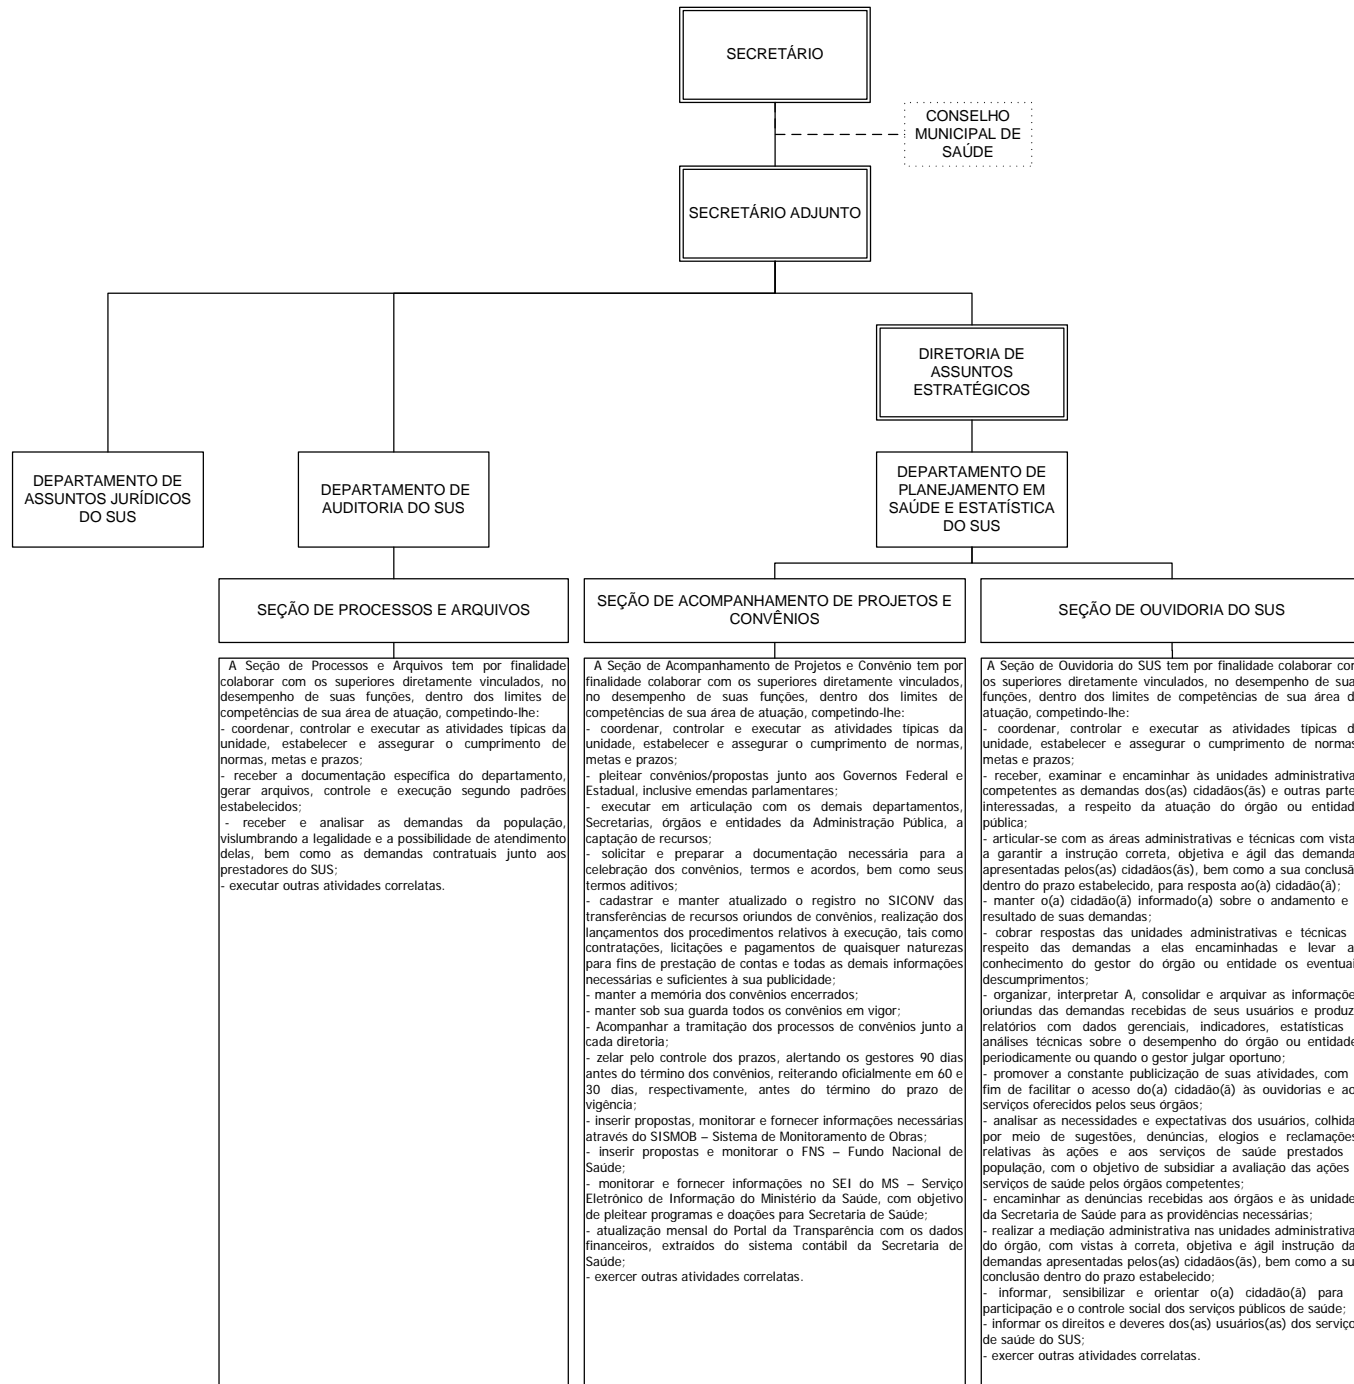 SECRETÁRIO
CONSELHO
MUNICIPAL DE
SAÚDE
SECRETÁRIO ADJUNTO
DIRETORIA DE
ASSUNTOS
ESTRATÉGICOS
DEPARTAMENTO DE
ASSUNTOS JURÍDICOS
DO SUS
DEPARTAMENTO DE
AUDITORIA DO SUS
DEPARTAMENTO DE
PLANEJAMENTO EM
SAÚDE E ESTATÍSTICA
DO SUS
SEÇÃO DE PROCESSOS E ARQUIVOS
A Seção de Processos e Arquivos tem por finalidade
colaborar com os superiores diretamente vinculados, no
desempenho de suas funções, dentro dos limites de
competências de sua área de atuação, competindo-lhe:
- coordenar, controlar e executar as atividades típicas da
unidade, estabelecer e assegurar o cumprimento de
normas, metas e prazos;
- receber a documentação específica do departamento,
gerar arquivos, controle e execução segundo padrões
estabelecidos;
- receber e analisar as demandas da população,
vislumbrando a legalidade e a possibilidade de atendimento
delas, bem como as demandas contratuais junto aos
prestadores do SUS;
- executar outras atividades correlatas.
SEÇÃO DE ACOMPANHAMENTO DE PROJETOS E
CONVÊNIOS
A Seção de Acompanhamento de Projetos e Convênio tem por
finalidade colaborar com os superiores diretamente vinculados,
no desempenho de suas funções, dentro dos limites de
competências de sua área de atuação, competindo-lhe:
- coordenar, controlar e executar as atividades típicas da
unidade, estabelecer e assegurar o cumprimento de normas,
metas e prazos;
- pleitear convênios/propostas junto aos Governos Federal e
Estadual, inclusive emendas parlamentares;
- executar em articulação com os demais departamentos,
Secretarias, órgãos e entidades da Administração Pública, a
captação de recursos;
- solicitar e preparar a documentação necessária para a
celebração dos convênios, termos e acordos, bem como seus
termos aditivos;
- cadastrar e manter atualizado o registro no SICONV das
transferências de recursos oriundos de convênios, realização dos
lançamentos dos procedimentos relativos à execução, tais como
contratações, licitações e pagamentos de quaisquer naturezas
para fins de prestação de contas e todas as demais informações
necessárias e suficientes à sua publicidade;
- manter a memória dos convênios encerrados;
- manter sob sua guarda todos os convênios em vigor;
- Acompanhar a tramitação dos processos de convênios junto a
cada diretoria;
- zelar pelo controle dos prazos, alertando os gestores 90 dias
antes do término dos convênios, reiterando oficialmente em 60 e
30 dias, respectivamente, antes do término do prazo de
vigência;
- inserir propostas, monitorar e fornecer informações necessárias
através do SISMOB – Sistema de Monitoramento de Obras;
- inserir propostas e monitorar o FNS – Fundo Nacional de
Saúde;
- monitorar e fornecer informações no SEI do MS – Serviço
Eletrônico de Informação do Ministério da Saúde, com objetivo
de pleitear programas e doações para Secretaria de Saúde;
- atualização mensal do Portal da Transparência com os dados
financeiros, extraídos do sistema contábil da Secretaria de
Saúde;
- exercer outras atividades correlatas.
SEÇÃO DE OUVIDORIA DO SUS
A Seção de Ouvidoria do SUS tem por finalidade colaborar
os superiores diretamente vinculados, no desempenho de
funções, dentro dos limites de competências de sua área
atuação, competindo-lhe:
- coordenar, controlar e executar as atividades típicas
unidade, estabelecer e assegurar o cumprimento de
metas e prazos;
- receber, examinar e encaminhar às unidades
competentes as demandas dos(as) cidadãos(ãs) e outras
interessadas, a respeito da atuação do órgão ou
pública;
- articular-se com as áreas administrativas e técnicas com
a garantir a instrução correta, objetiva e ágil das
apresentadas pelos(as) cidadãos(ãs), bem como a sua
dentro do prazo estabelecido, para resposta ao(à) cidadão(ã);
- manter o(a) cidadão(ã) informado(a) sobre o andamento e
resultado de suas demandas;
- cobrar respostas das unidades administrativas e técnicas
respeito das demandas a elas encaminhadas e levar
conhecimento do gestor do órgão ou entidade os
descumprimentos;
- organizar, interpretar A, consolidar e arquivar as
oriundas das demandas recebidas de seus usuários e
relatórios com dados gerenciais, indicadores, estatísticas
análises técnicas sobre o desempenho do órgão ou
periodicamente ou quando o gestor julgar oportuno;
- promover a constante publicização de suas atividades, com
fim de facilitar o acesso do(a) cidadão(ã) às ouvidorias e
serviços oferecidos pelos seus órgãos;
- analisar as necessidades e expectativas dos usuários,
por meio de sugestões, denúncias, elogios e
relativas às ações e aos serviços de saúde prestados
população, com o objetivo de subsidiar a avaliação das ações
serviços de saúde pelos órgãos competentes;
- encaminhar as denúncias recebidas aos órgãos e às
da Secretaria de Saúde para as providências necessárias;
- realizar a mediação administrativa nas unidades
do órgão, com vistas à correta, objetiva e ágil instrução
demandas apresentadas pelos(as) cidadãos(ãs), bem como a
conclusão dentro do prazo estabelecido;
- informar, sensibilizar e orientar o(a) cidadão(ã) para
participação e o controle social dos serviços públicos de saúde;
- informar os direitos e deveres dos(as) usuários(as) dos
de saúde do SUS;
- exercer outras atividades correlatas.